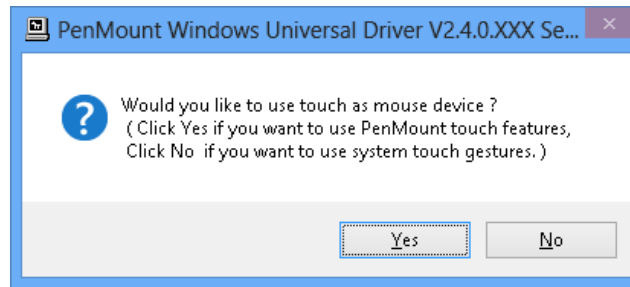 PenMount Windows Universal Driver V2.4.0.XXX Se...
Would you like to use touch as mouse device ?
( Click Yes if you want to use PenMount touch features,
Click No if you want to use system touch gestures. )
Yes
No